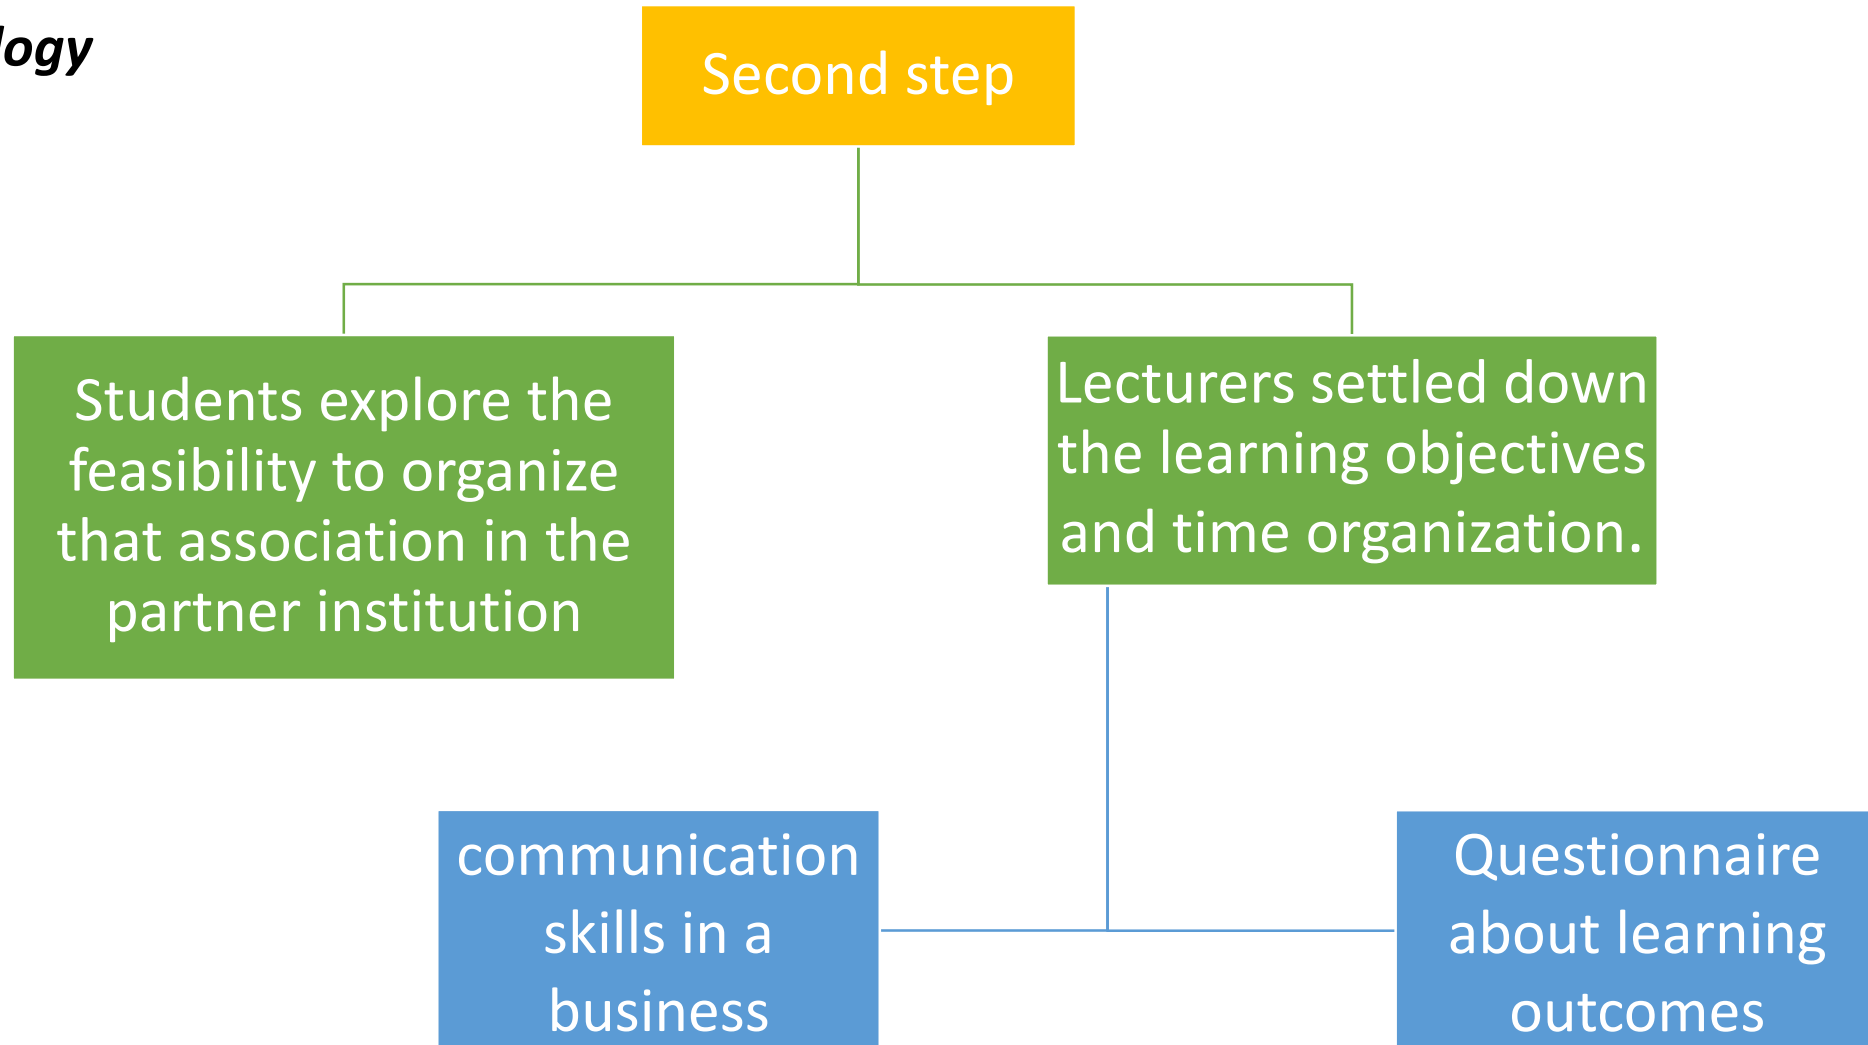 logy
Second step
Students explore the
feasibility to organize
that association in the
partner institution
Lecturers settled down
the learning objectives
and time organization.
communication
skills in a
business
Questionnaire
about learning
outcomes